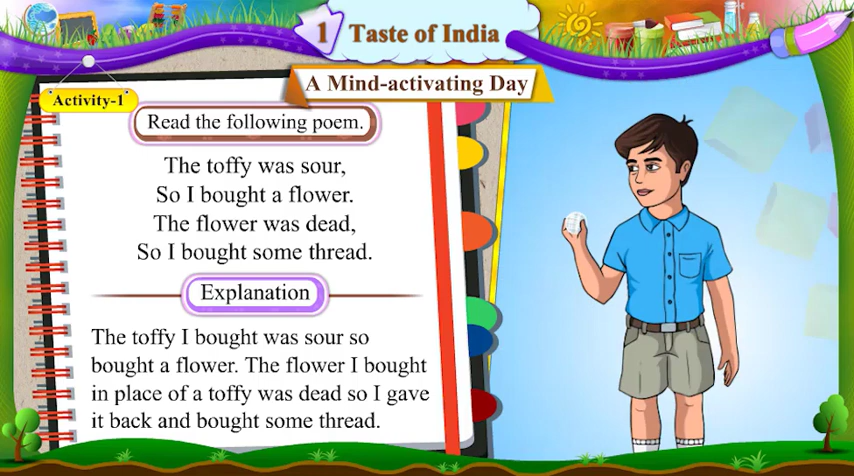 1 Taste of India
A Mind-activating Day
Activity-1
Read the following poem.
The toffy was sour,
So I bought a flower.
The flower was dead,
So I bought some thread.
Explanation
The toffy I bought was sour so
bought a flower. The flower I bought
in place of a toffy was dead so I gave
it back and bought some thread.